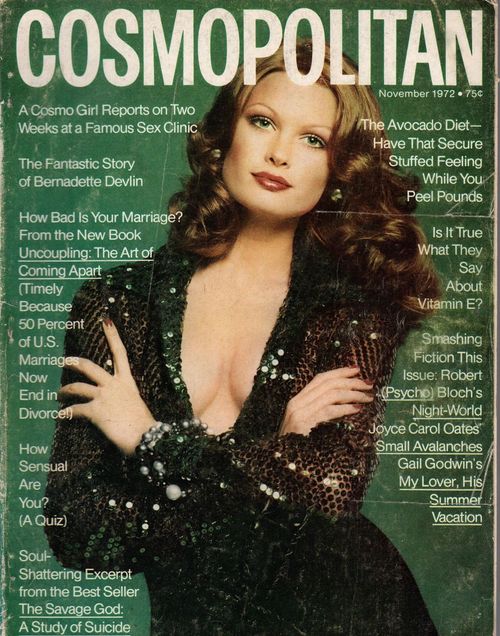 COSMOPOLITAN
November 1972 • 75¢
A Cosmo Girl Reports on Two
Weeks at a Famous Sex Clinic
The Fantastic Story
of Bernadette Devlin
How Bad Is Your Marriage?
From the New Book
Uncoupling: The Art of
Coming Apart
(Timely
Because
50 Percent
of U.S.
Marriages
Now
End in
Divorce!)
How
Sensual
Are
You?
(A Quiz)
Soul-
Shattering Excerpt
from the Best Seller
The Savage God:
A Study of Suicide
The Avocado Diet—
Have That Secure
Stuffed Feeling
While You
Peel Pounds
Is It True
What They
Say
About
Vitamin E?
Smashing
Fiction This
Issue: Robert
(Psycho) Bloch's
Night-World
Joyce Carol Oates'
Small Avalanches
Gail Godwin's
My Lover, His
Summer
Vacation